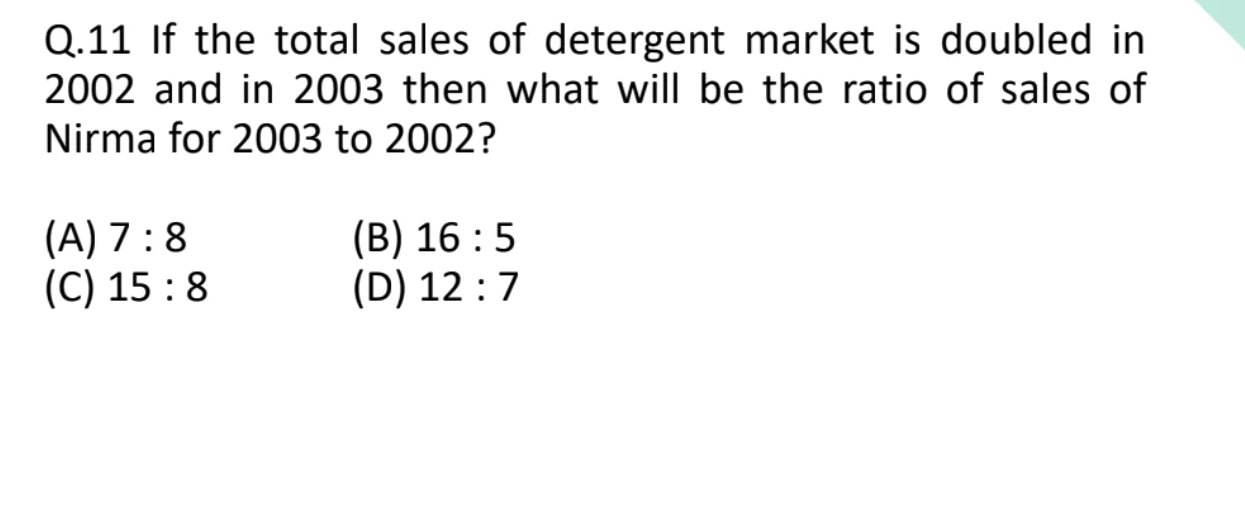 Q.11 If the total sales of detergent market is doubled in
2002 and in 2003 then what will be the ratio of sales of
Nirma for 2003 to 2002?
(A) 7 : 8 (B) 16 : 5
(C) 15 : 8 (D) 12 : 7